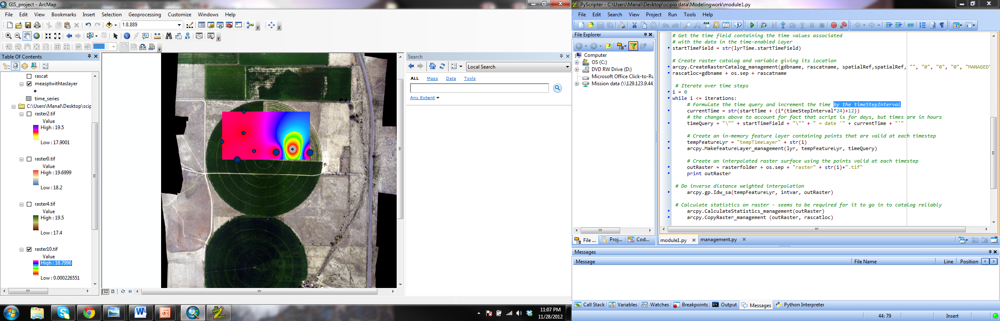 GIS_project - ArcMap
File Edit View Bookmarks Insert Selection Geoprocessing Customize Windows Help
1:8,889
100%
Table Of Contents
rascat
measptwithtaslayer
time_series
C:\Users\Manal\Desktop\scip
raster2.tif
Value
High : 19.5
Low : 17.9001
raster0.tif
Value
High : 19.6999
Low : 18.2
raster4.tif
Value
High : 19.5
Low : 17.4
raster10.tif
Value
High : 18.7996
Low : 0.000226551
Search
Local Search
ALL Maps Data Tools
Any Extent
11:07 PM
11/28/2012
PyScripter - C:\Users\Manal\Desktop\scipio data\Modelingwork\module1.py
File Edit Search View Project Run Tools Help
File Explorer
Computer
OS (C:)
DVD RW Drive (D:)
Microsoft Office Click-to-Ru
Mission data (\\129.123.9.44
File ... Proj... Cod...
# Get the time field containing the time values associated
# with the data in the time-enabled layer
startTimeField = str(lyrTime.startTimeField)
# Create raster catalog and variable giving its location
arcpy.CreateRasterCatalog_management(gdbname, rascatname, spatialRef,spatialRef, "", "0", "0", "0", "MANAGED"
rascatloc=gdbname + os.sep + rascatname
# Iterate over time steps
i = 0
while i <= iterations:
# Formulate the time query and increment the time by the timeStepInterval
currentTime = str(startTime + (i*(timeStepInterval*24)+12))
# the changes above to account for fact that script is for days, but times are in hours
timeQuery = "\"" + startTimeField + "\"" + " = date '" + currentTime + "'"
# Create an in-memory feature layer containing points that are valid at each timestep
tempFeatureLyr = "tempTimeLayer" + str(i)
arcpy.MakeFeatureLayer_management(lyr, tempFeatureLyr, timeQuery)
# Create an interpolated raster surface using the points valid at each timestep
outRaster = rasterfolder + os.sep + "raster" + str(i)+".tif"
print outRaster
# Do inverse distance weighted interpolation
arcpy.gp.Idw_sa(tempFeatureLyr, intvar, outRaster)
# Calculate statistics on raster - seems to be required for it to go in to catalog reliably
arcpy.CalculateStatistics_management(outRaster)
arcpy.CopyRaster_management (outRaster, rascatloc)
module1.py management.py
Messages
Message File Name Line Position
Call Stack Variables Watches Breakpoints Output Messages Python Interpreter
44: 79 Insert